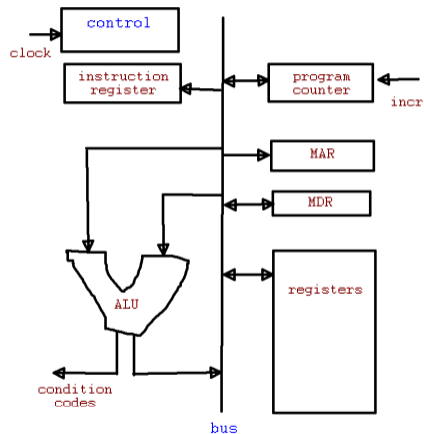 control
clock
instruction
register
program
counter
incr
MAR
MDR
ALU
registers
condition
codes
bus